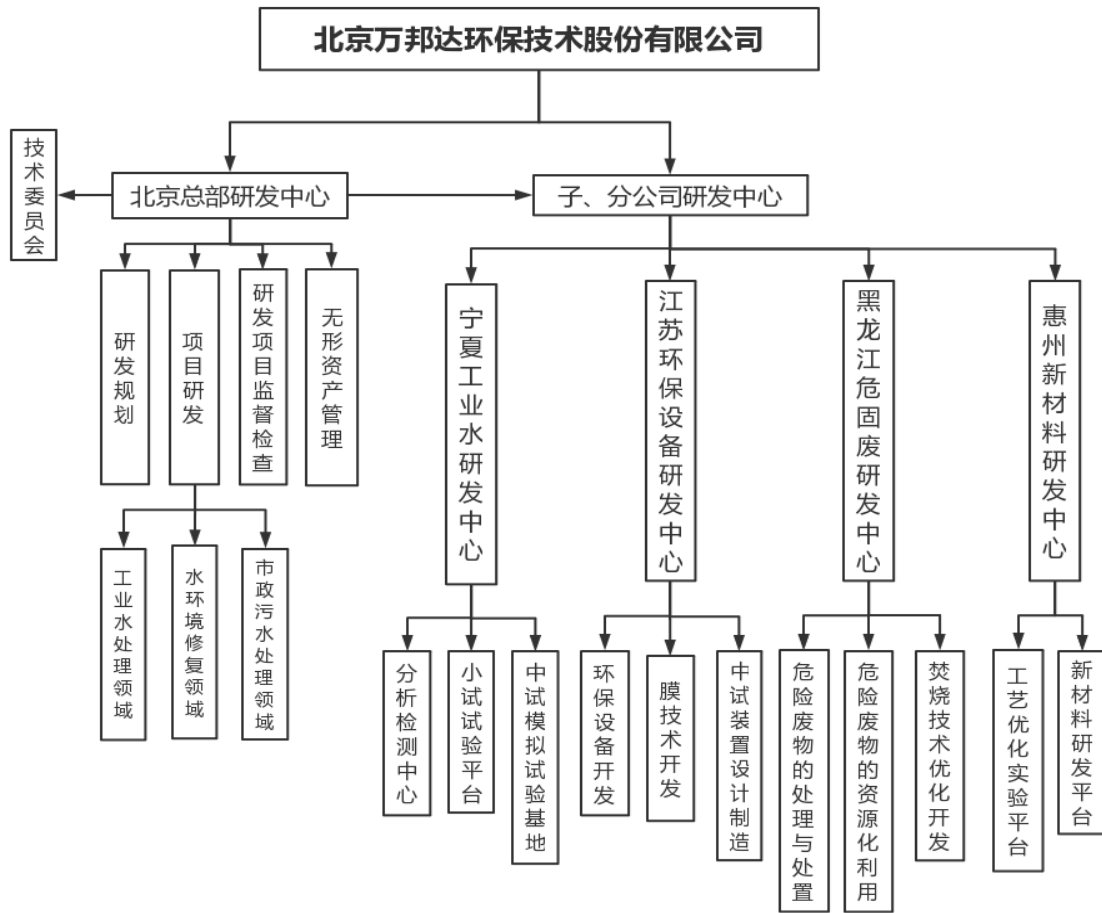 北京万邦达环保技术股份有限公司
技术委员会
北京总部研发中心
子、分公司研发中心
研发规划
项目研发
研发项目监督检查
无形资产管理
宁夏工业水研发中心
江苏环保设备研发中心
黑龙江危固废研发中心
惠州新材料研发中心
工业水处理领域
水环境修复领域
市政污水处理领域
分析检测中心
小试试验平台
中试模拟试验基地
环保设备开发
膜技术开发
中试装置设计制造
危险废物的处理与处置
危险废物的资源化利用
焚烧技术优化开发
工艺优化实验平台
新材料研发平台